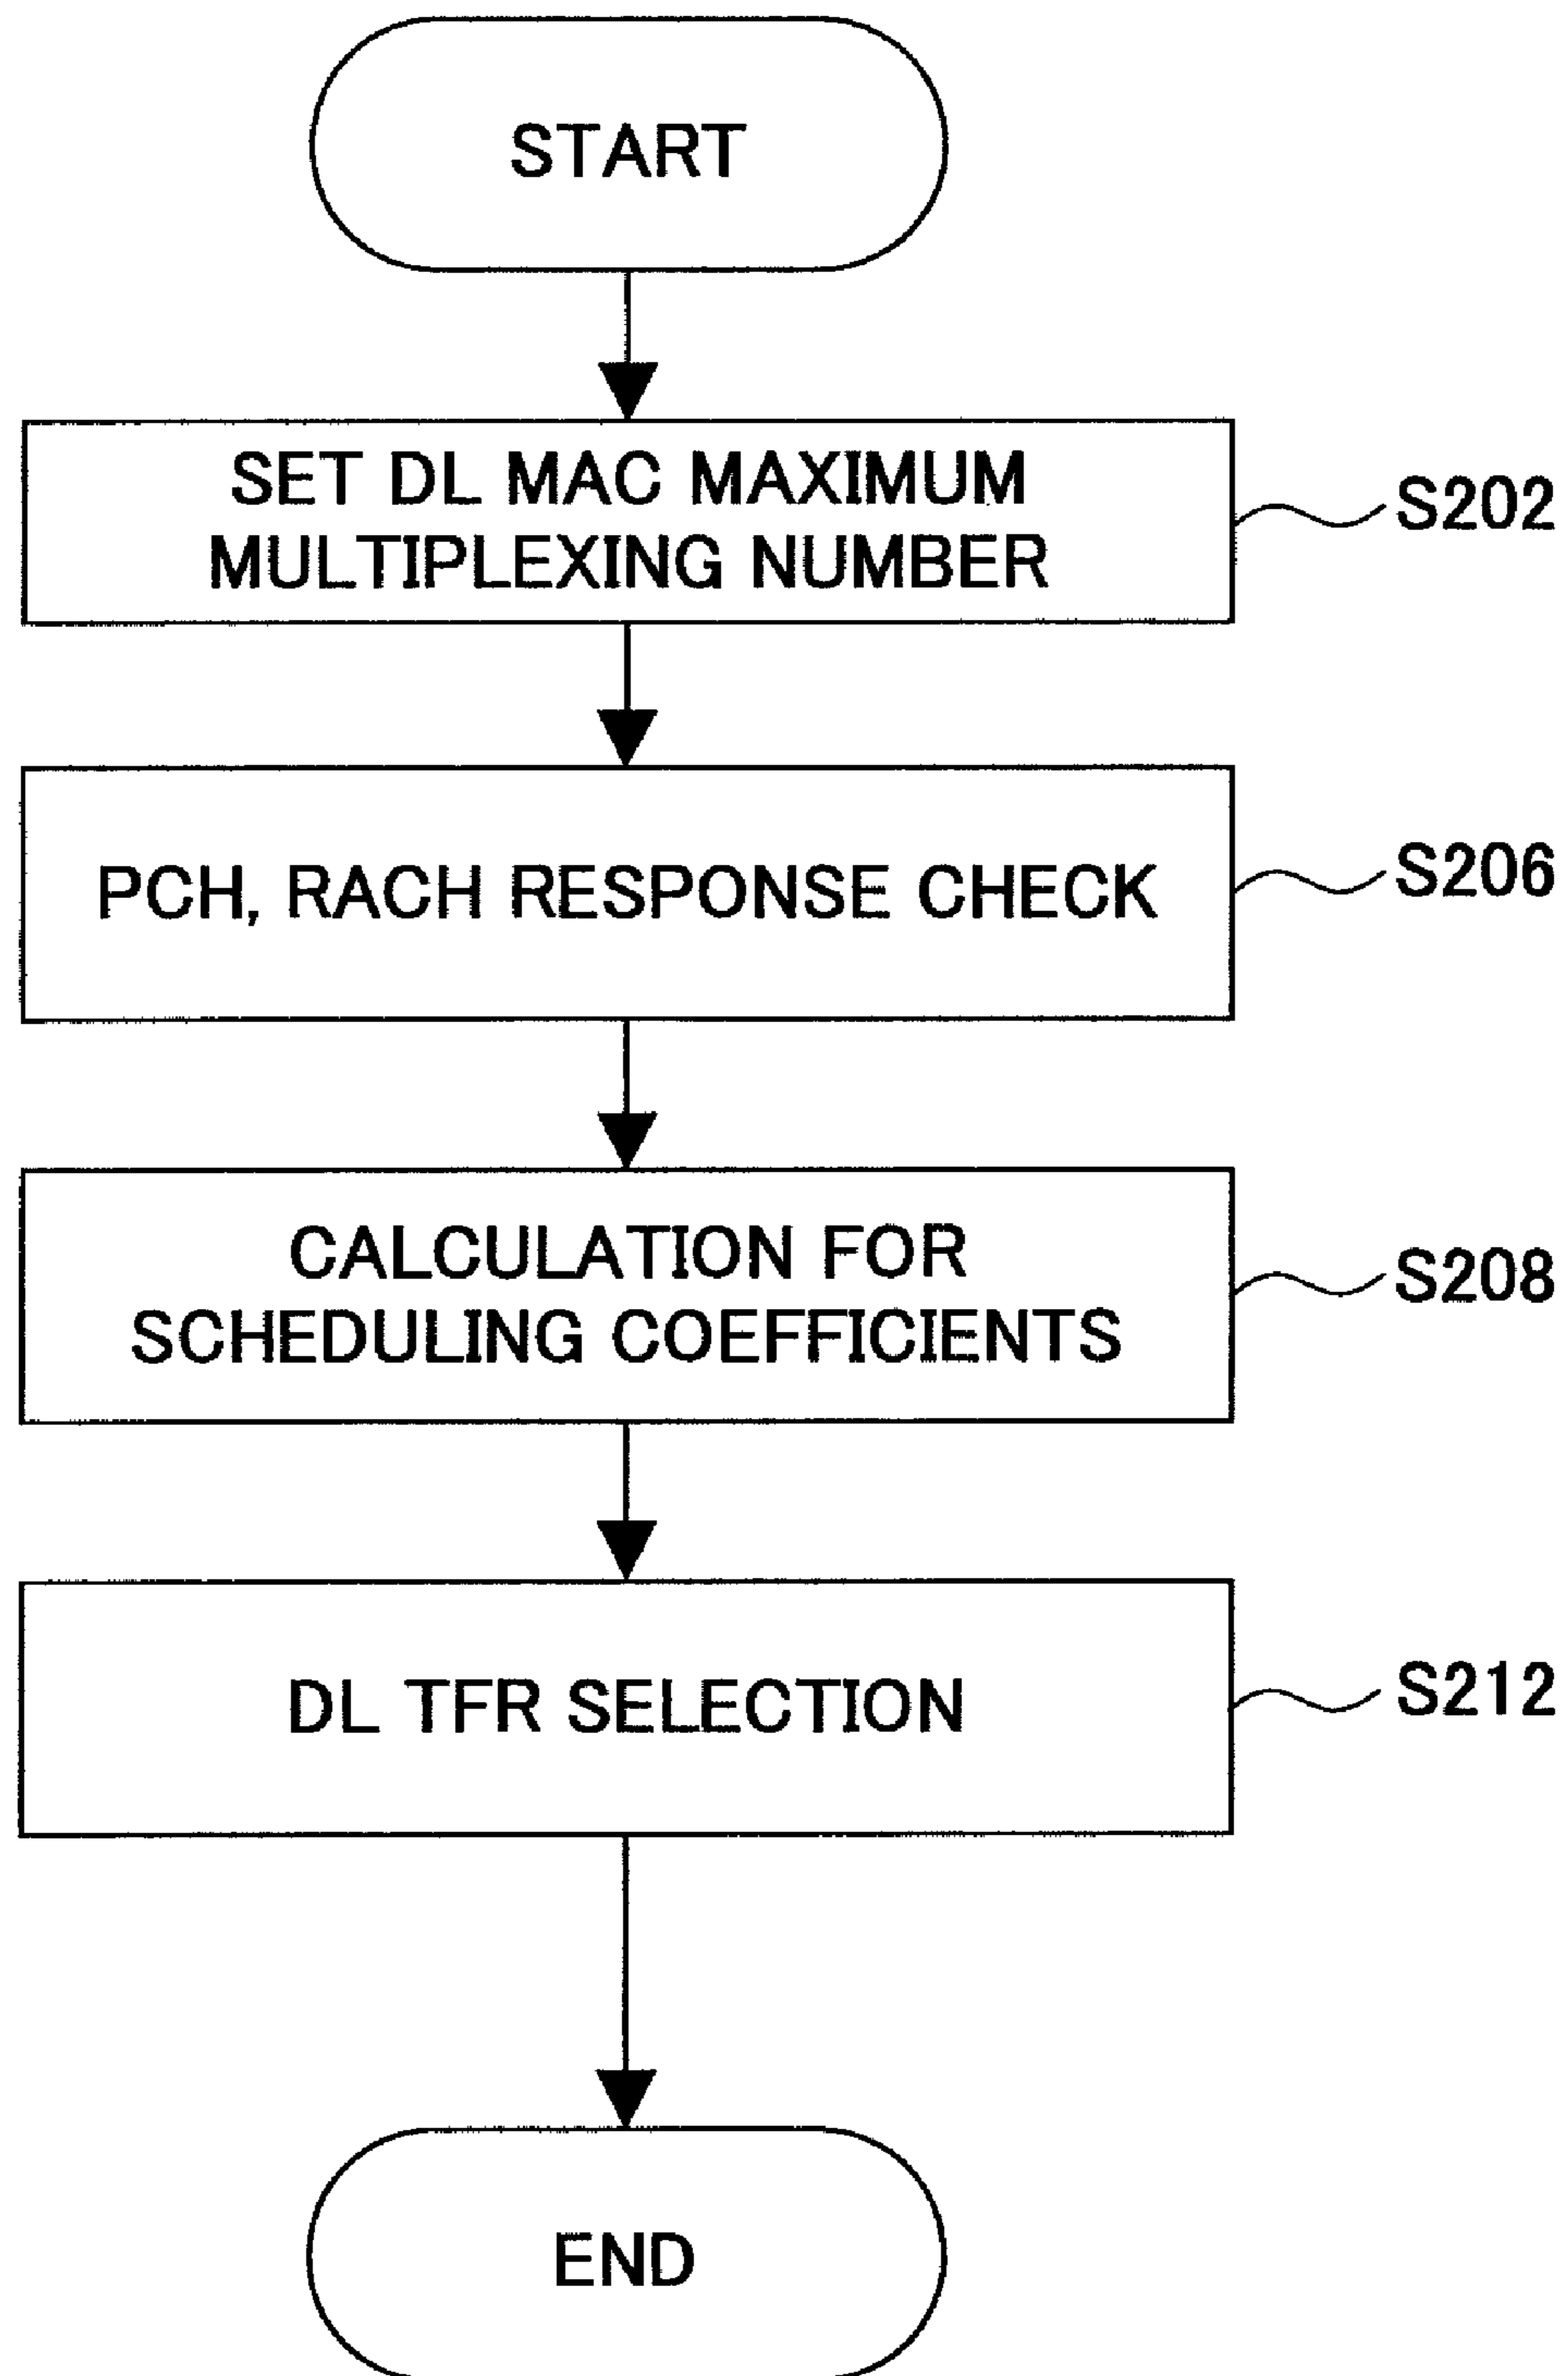 START
SET DL MAC MAXIMUM
MULTIPLEXING NUMBER
S202
PCH, RACH RESPONSE CHECK
S206
CALCULATION FOR
SCHEDULING COEFFICIENTS
S208
DL TFR SELECTION
S212
END